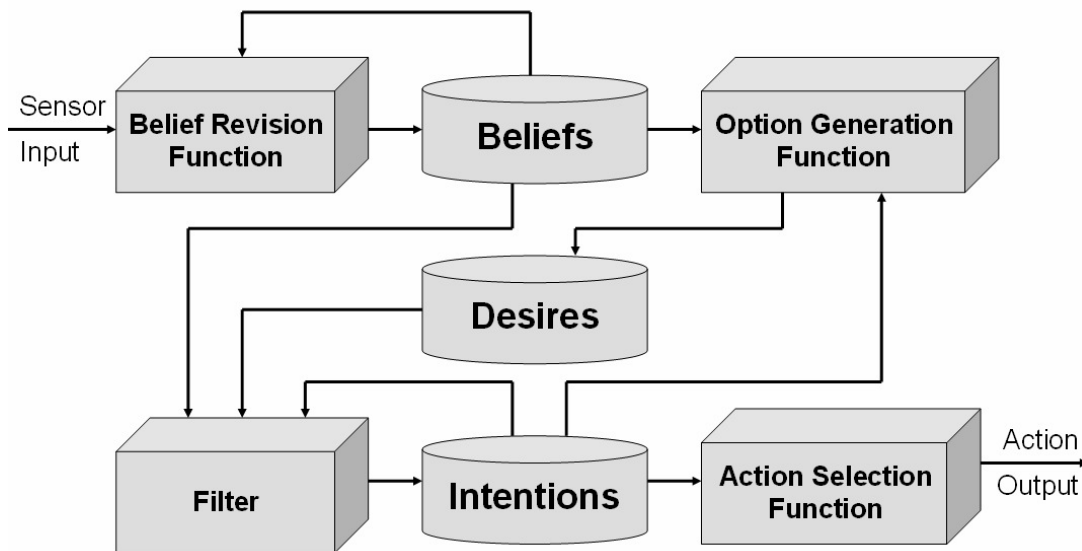 Sensor
Input
Belief Revision
Function
Beliefs
Option Generation
Function
Desires
Filter
Intentions
Action Selection
Function
Action
Output